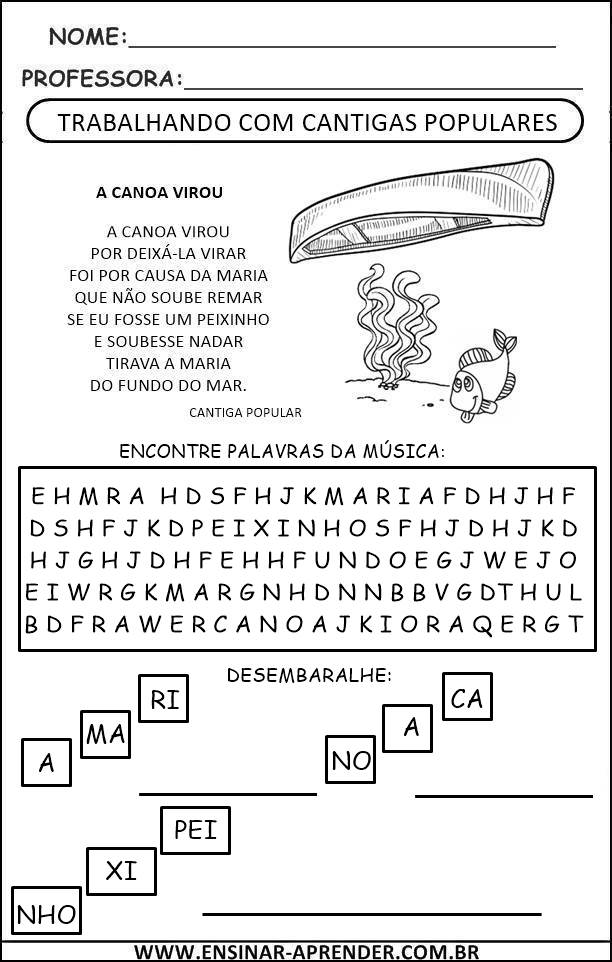 NOME:
PROFESSORA:
TRABALHANDO COM CANTIGAS POPULARES
A CANOA VIROU
A CANOA VIROU
POR DEIXÁ-LA VIRAR
FOI POR CAUSA DA MARIA
QUE NÃO SOUBE REMAR
SE EU FOSSE UM PEIXINHO
E SOUBESSE NADAR
TIRAVA A MARIA
DO FUNDO DO MAR.
CANTIGA POPULAR
ENCONTRE PALAVRAS DA MÚSICA:
E H M R A H D S F H J K M A R I A F D H J H F
D S H F J K D P E I X I N H O S F H J D H J K D
H J G H J D H F E H H F U N D O E G J W E J O
E I W R G K M A R G N H D N N B B V G D T H U L
B D F R A W E R C A N O A J K I O R A Q E R G T
DESEMBARALHE:
RI
MA
A
CA
A
NO
PEI
XI
NHO
WWW.ENSINAR-APRENDER.COM.BR